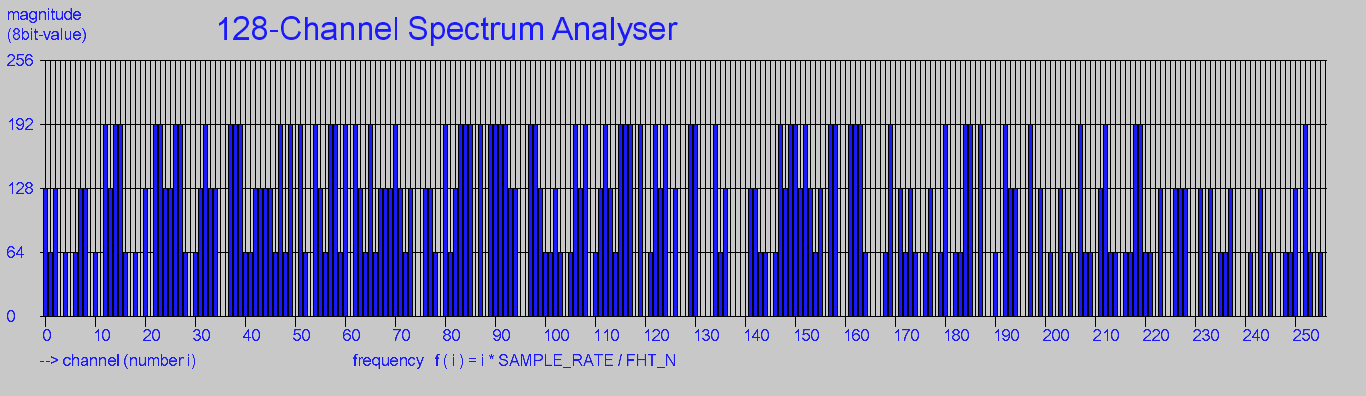 magnitude
(8bit-value)
128-Channel Spectrum Analyser
256
192
128
64
0
0 10 20 30 40 50 60 70 80 90 100 110 120 130 140 150 160 170 180 190 200 210 220 230 240 250
--> channel (number i)
frequency f ( i ) = i * SAMPLE_RATE / FHT_N